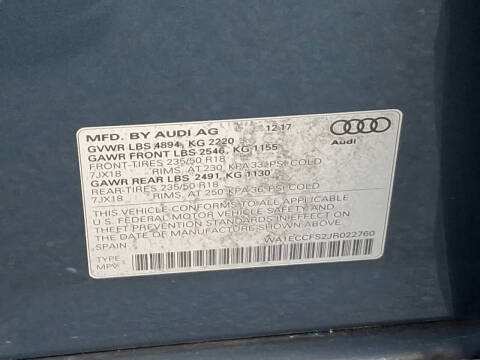 MFD. BY AUDI AG 12-17
Audi
GVWR LBS 4894, KG 2220
GAWR FRONT LBS 2546, KG 1155
FRONT-TIRES 235/50 R18
7JX18 RIMS, AT 230 KPA 33 PSI COLD
GAWR REAR LBS 2491, KG 1130
REAR-TIRES 235/50 R18
7JX18 RIMS, AT 250 KPA 36 PSI COLD
THIS VEHICLE CONFORMS TO ALL APPLICABLE
U.S. FEDERAL MOTOR VEHICLE SAFETY AND
THEFT PREVENTION STANDARDS IN EFFECT ON
THE DATE OF MANUFACTURE SHOWN ABOVE
SPAIN WA1ECCFS2JR022760
TYPE:
MPV